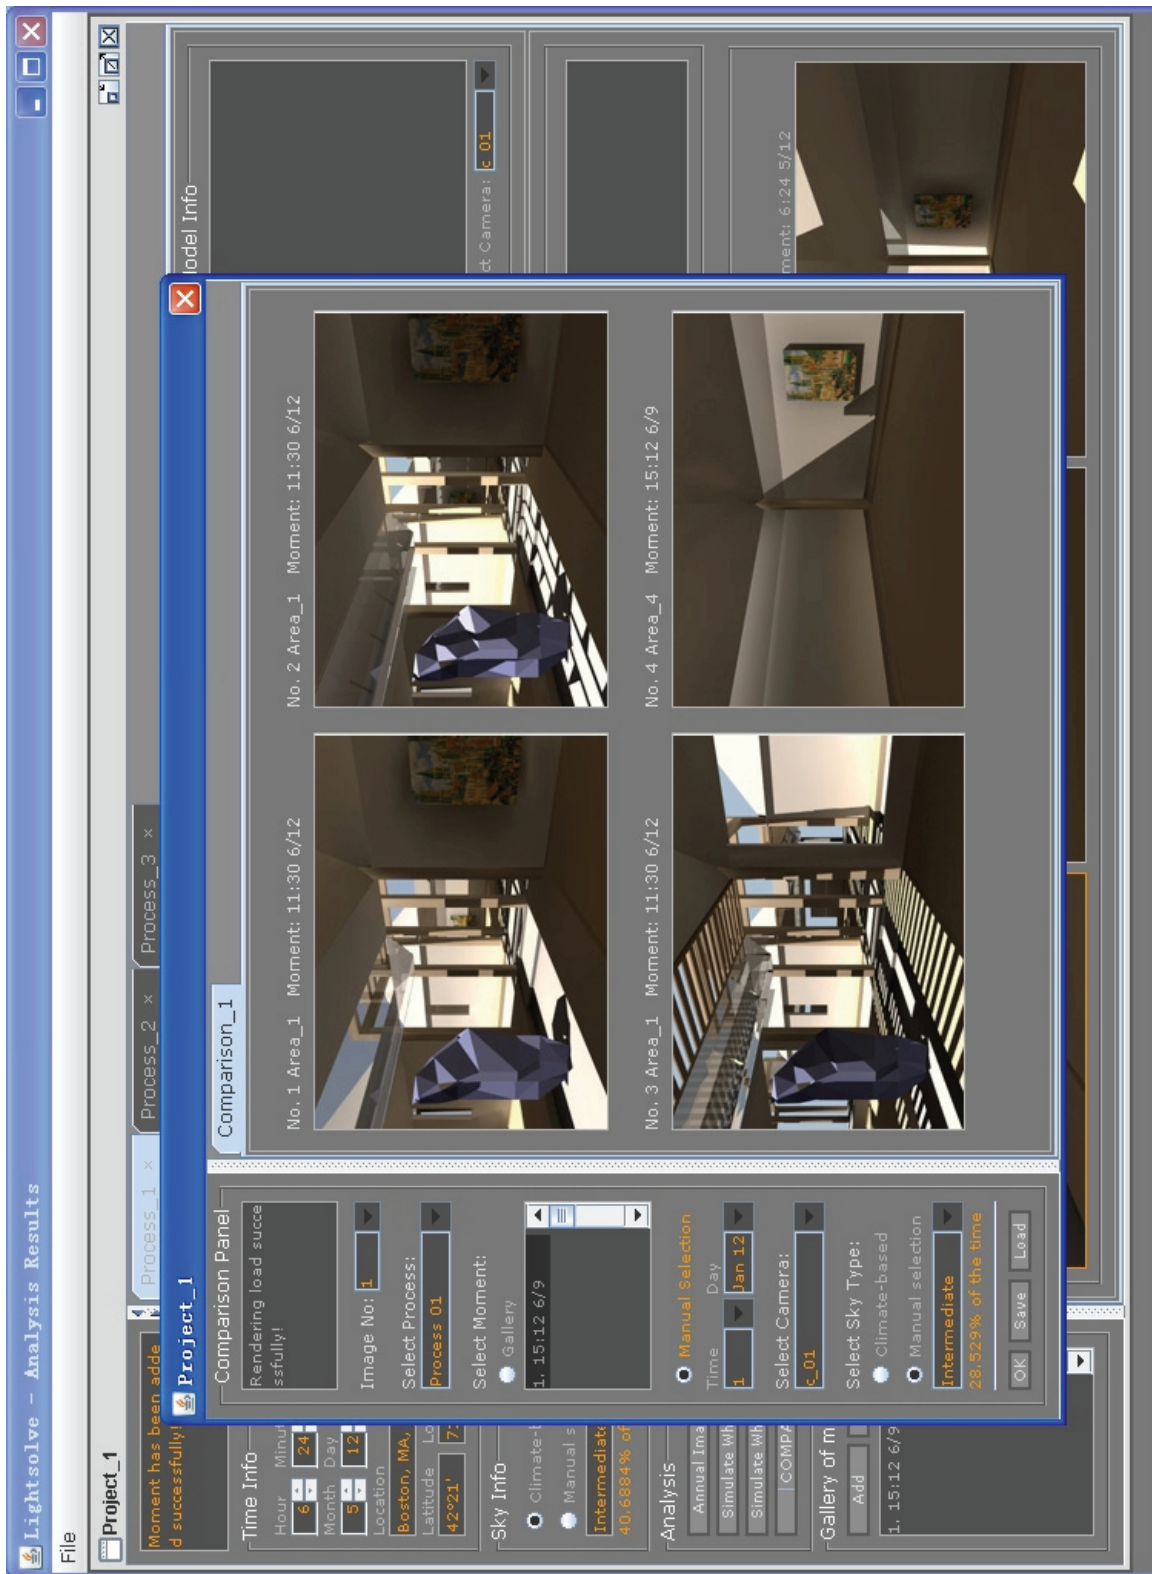 Lightsolve - Analysis Results
File
Project_1
Process_1 x
Process_2 x
Process_3 x
Moment has been adde
d successfully!
Time Info
Hour
6
24
Month
Day
5
12
Location
Boston, MA,
Latitude
42°21'
Sky Info
Manual s
Intermediate
40.6884% of
Analysis
Annual Ima
Simulate Wh
Simulate Wh
COMPA
Gallery of m
Add
1. 15:12 6/9
odel Info
ct Camera: c_01
ment: 6:24 5/12
Project_1
Comparison Panel
Rendering load succe
ssfully!
Image No: 1
Select Process:
Process 01
Select Moment:
Gallery
1. 15:12 6/9
Manual Selection
Time Day
1 Jan 12
Select Camera:
c_01
Select Sky Type:
Climate-based
Manual selection
Intermediate
28.529% of the time
OK Save Load
Comparison_1
No. 1 Area_1 Moment: 11:30 6/12
No. 2 Area_1 Moment: 11:30 6/12
No. 3 Area_1 Moment: 11:30 6/12
No. 4 Area_4 Moment: 15:12 6/9